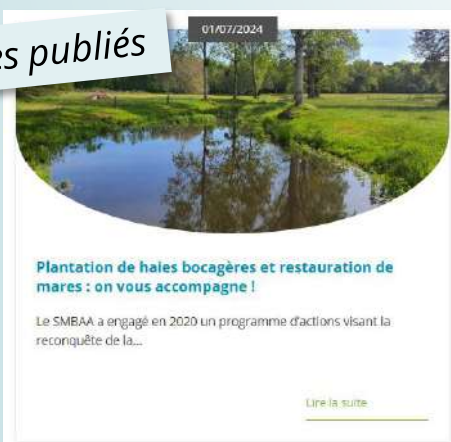 es publiés
01/07/2024
Plantation de haies bocagères et restauration de
mares : on vous accompagne !
Le SMBAA a engagé en 2020 un programme d'actions visant la
reconquête de la...
Lire la suite